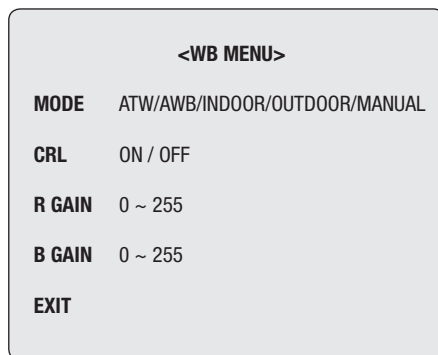 <WB MENU>
MODE ATW/AWB/INDOOR/OUTDOOR/MANUAL
CRL ON / OFF
R GAIN 0 ~ 255
B GAIN 0 ~ 255
EXIT